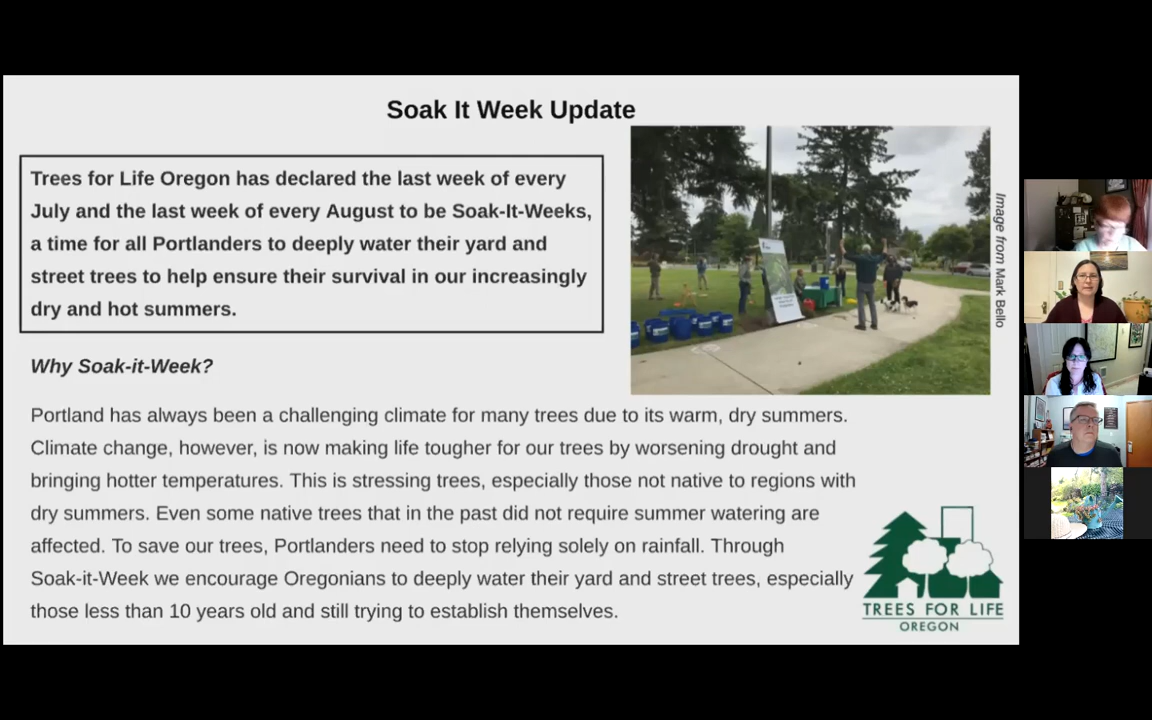 Soak It Week Update
Trees for Life Oregon has declared the last week of every
July and the last week of every August to be Soak-It-Weeks,
a time for all Portlanders to deeply water their yard and
street trees to help ensure their survival in our increasingly
dry and hot summers.
Image from Mark Bello
Why Soak-it-Week?
Portland has always been a challenging climate for many trees due to its warm, dry summers.
Climate change, however, is now making life tougher for our trees by worsening drought and
bringing hotter temperatures. This is stressing trees, especially those not native to regions with
dry summers. Even some native trees that in the past did not require summer watering are
affected. To save our trees, Portlanders need to stop relying solely on rainfall. Through
Soak-it-Week we encourage Oregonians to deeply water their yard and street trees, especially
those less than 10 years old and still trying to establish themselves.
TREES FOR LIFE
OREGON